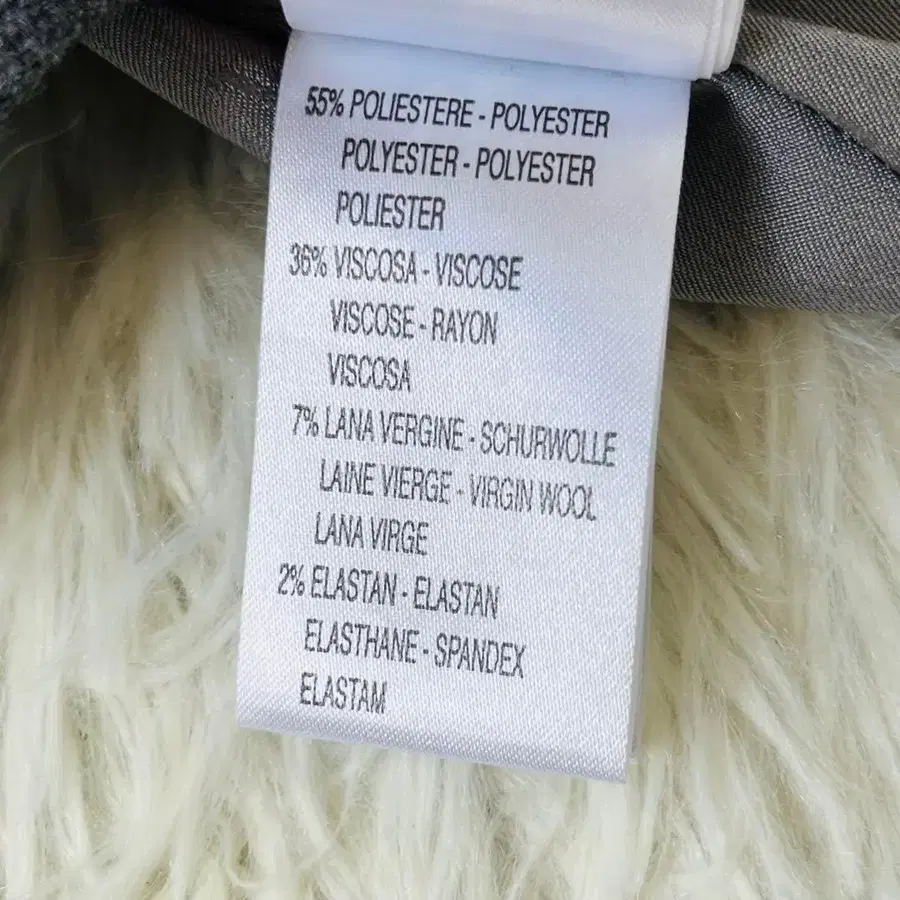 55% POLIESTERE - POLYESTER
POLYESTER - POLYESTER
POLIESTER
36% VISCOSA - VISCOSE
VISCOSE - RAYON
VISCOSA
7% LANA VERGINE - SCHURWOLLE
LAINE VIERGE - VIRGIN WOOL
LANA VIRGE
2% ELASTAN - ELASTAN
ELASTHANE - SPANDEX
ELASTAM